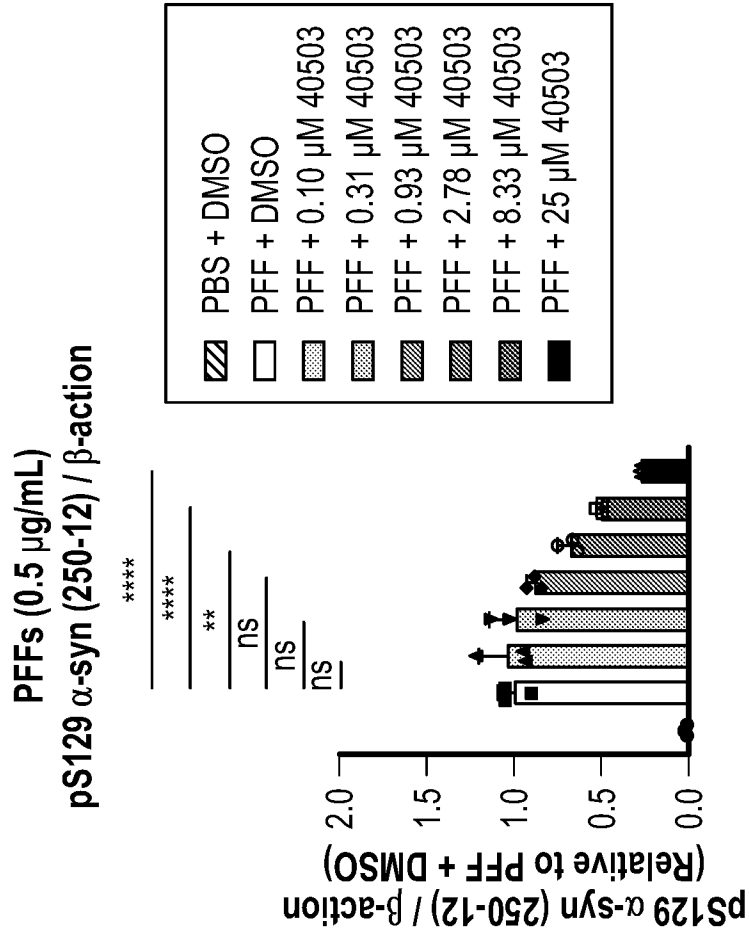 PFFs (0.5 µg/mL)
pS129 α-syn (250-12) / β-action
****
****
**
ns
ns
ns
2.0
1.5
1.0
0.5
0.0
pS129 α-syn (250-12) / β-action
(Relative to PFF + DMSO)
PBS + DMSO
PFF + DMSO
PFF + 0.10 µM 40503
PFF + 0.31 µM 40503
PFF + 0.93 µM 40503
PFF + 2.78 µM 40503
PFF + 8.33 µM 40503
PFF + 25 µM 40503